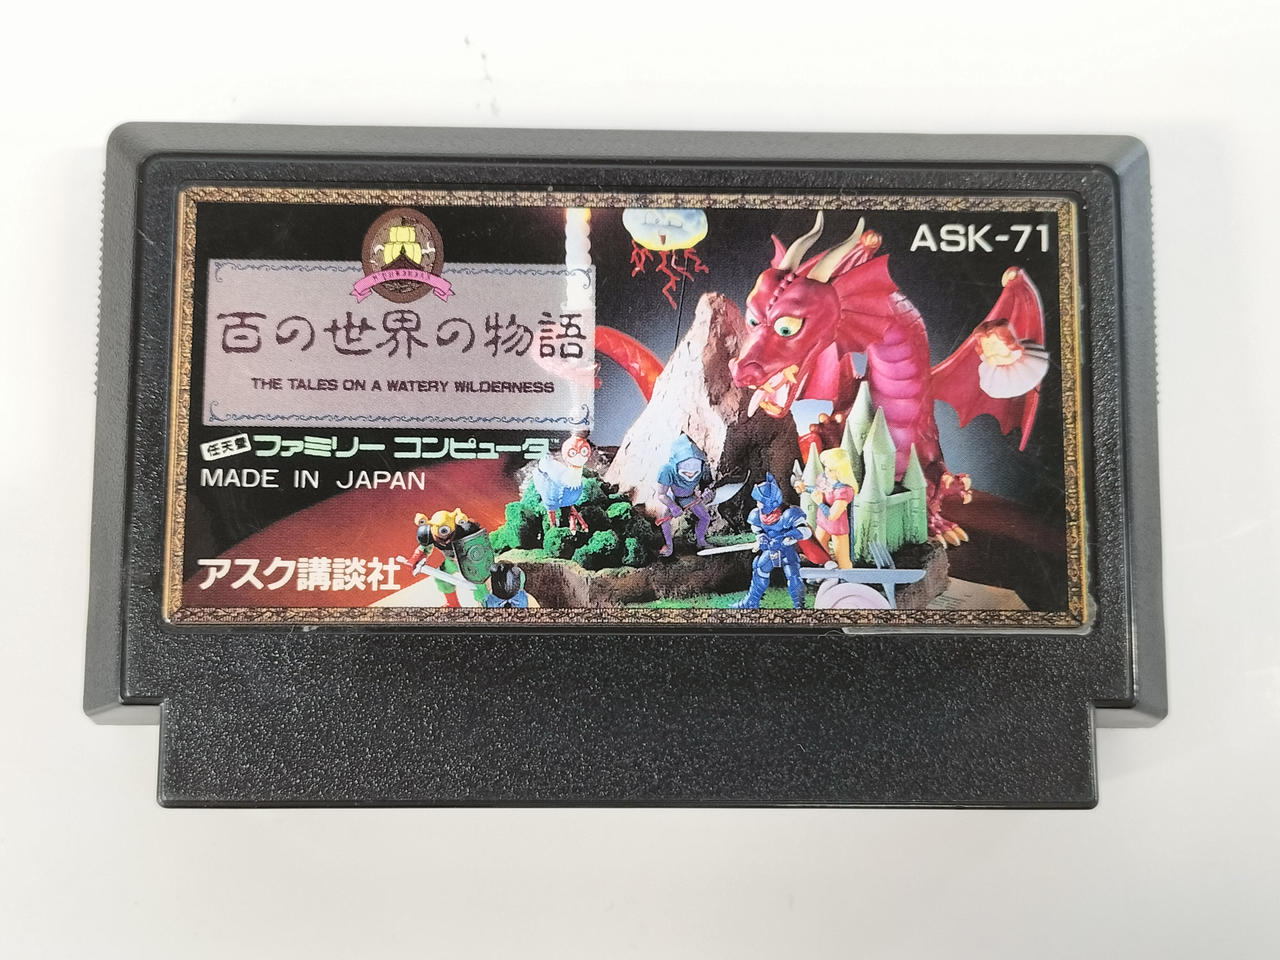 ASK-71
百の世界の物語
THE TALES ON A WATERY WILDERNESS
任天堂 ファミリー コンピュータ
MADE IN JAPAN
アスク講談社